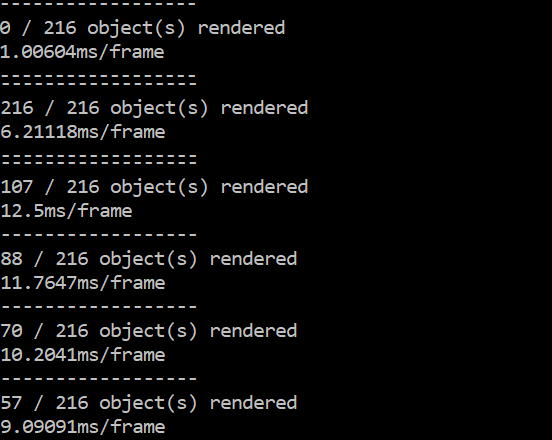 ------------------
0 / 216 object(s) rendered
1.00604ms/frame
------------------
------------------
216 / 216 object(s) rendered
6.21118ms/frame
------------------
------------------
107 / 216 object(s) rendered
12.5ms/frame
------------------
88 / 216 object(s) rendered
11.7647ms/frame
------------------
70 / 216 object(s) rendered
10.2041ms/frame
------------------
57 / 216 object(s) rendered
9.09091ms/frame